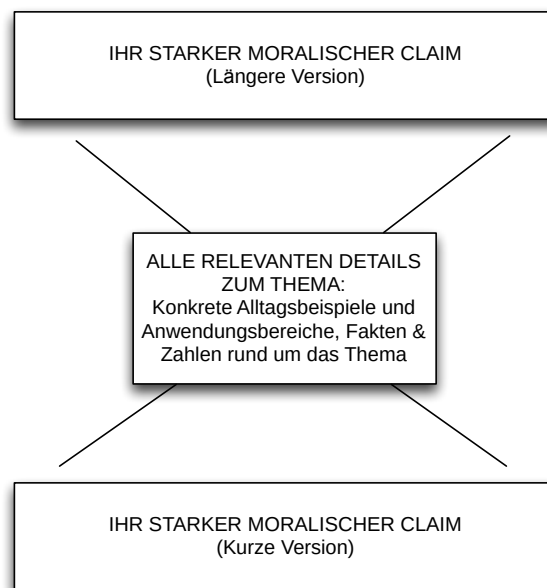 IHR STARKER MORALISCHER CLAIM
(Längere Version)
ALLE RELEVANTEN DETAILS
ZUM THEMA:
Konkrete Alltagsbeispiele und
Anwendungsbereiche, Fakten &
Zahlen rund um das Thema
IHR STARKER MORALISCHER CLAIM
(Kurze Version)